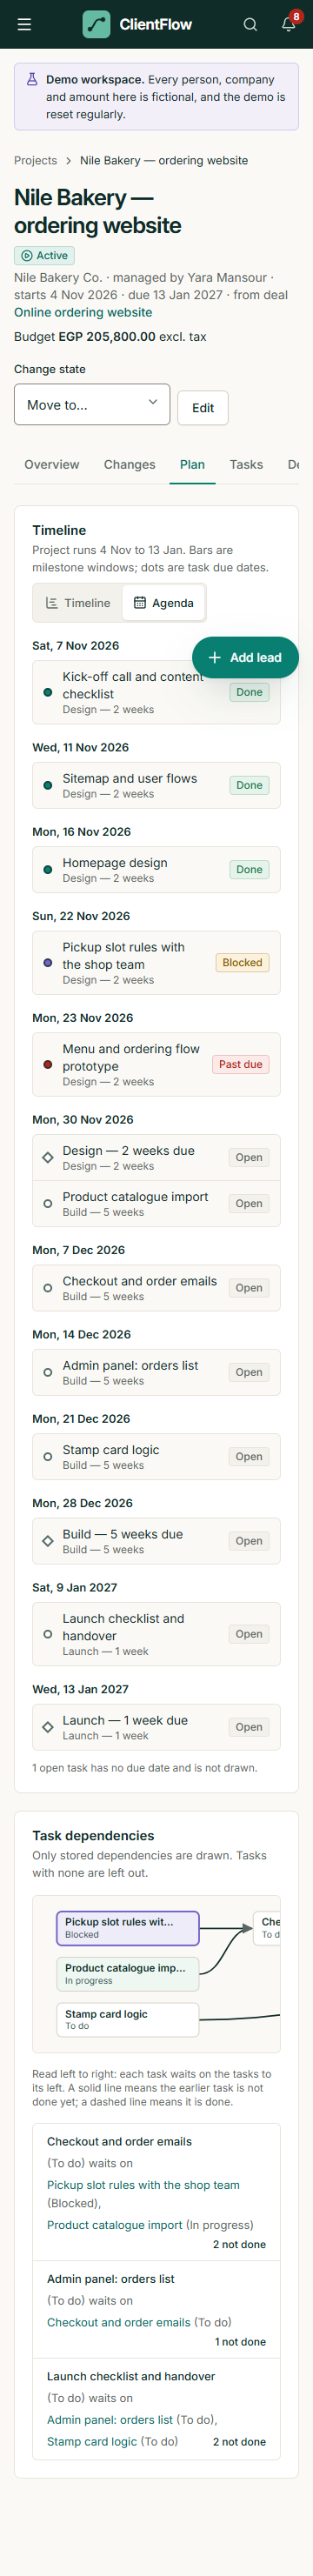 ClientFlow
8
Demo workspace. Every person, company
and amount here is fictional, and the demo is
reset regularly.
Projects > Nile Bakery — ordering website
Nile Bakery —
ordering website
Active
Nile Bakery Co. · managed by Yara Mansour ·
starts 4 Nov 2026 · due 13 Jan 2027 · from deal
Online ordering website
Budget EGP 205,800.00 excl. tax
Change state
Move to...
Edit
Overview Changes Plan Tasks De
Timeline
Project runs 4 Nov to 13 Jan. Bars are
milestone windows; dots are task due dates.
Timeline Agenda
Sat, 7 Nov 2026
Add lead
Kick-off call and content
checklist
Design — 2 weeks
Done
Wed, 11 Nov 2026
Sitemap and user flows
Design — 2 weeks
Done
Mon, 16 Nov 2026
Homepage design
Design — 2 weeks
Done
Sun, 22 Nov 2026
Pickup slot rules with
the shop team
Design — 2 weeks
Blocked
Mon, 23 Nov 2026
Menu and ordering flow
prototype
Design — 2 weeks
Past due
Mon, 30 Nov 2026
Design — 2 weeks due
Design — 2 weeks
Open
Product catalogue import
Build — 5 weeks
Open
Mon, 7 Dec 2026
Checkout and order emails
Build — 5 weeks
Open
Mon, 14 Dec 2026
Admin panel: orders list
Build — 5 weeks
Open
Mon, 21 Dec 2026
Stamp card logic
Build — 5 weeks
Open
Mon, 28 Dec 2026
Build — 5 weeks due
Build — 5 weeks
Open
Sat, 9 Jan 2027
Launch checklist and
handover
Launch — 1 week
Open
Wed, 13 Jan 2027
Launch — 1 week due
Launch — 1 week
Open
1 open task has no due date and is not drawn.
Task dependencies
Only stored dependencies are drawn. Tasks
with none are left out.
Pickup slot rules wit...
Blocked
Che
To d
Product catalogue imp...
In progress
Stamp card logic
To do
Read left to right: each task waits on the tasks to
its left. A solid line means the earlier task is not
done yet; a dashed line means it is done.
Checkout and order emails
(To do) waits on
Pickup slot rules with the shop team
(Blocked),
Product catalogue import (In progress)
2 not done
Admin panel: orders list
(To do) waits on
Checkout and order emails (To do)
1 not done
Launch checklist and handover
(To do) waits on
Admin panel: orders list (To do),
Stamp card logic (To do) 2 not done